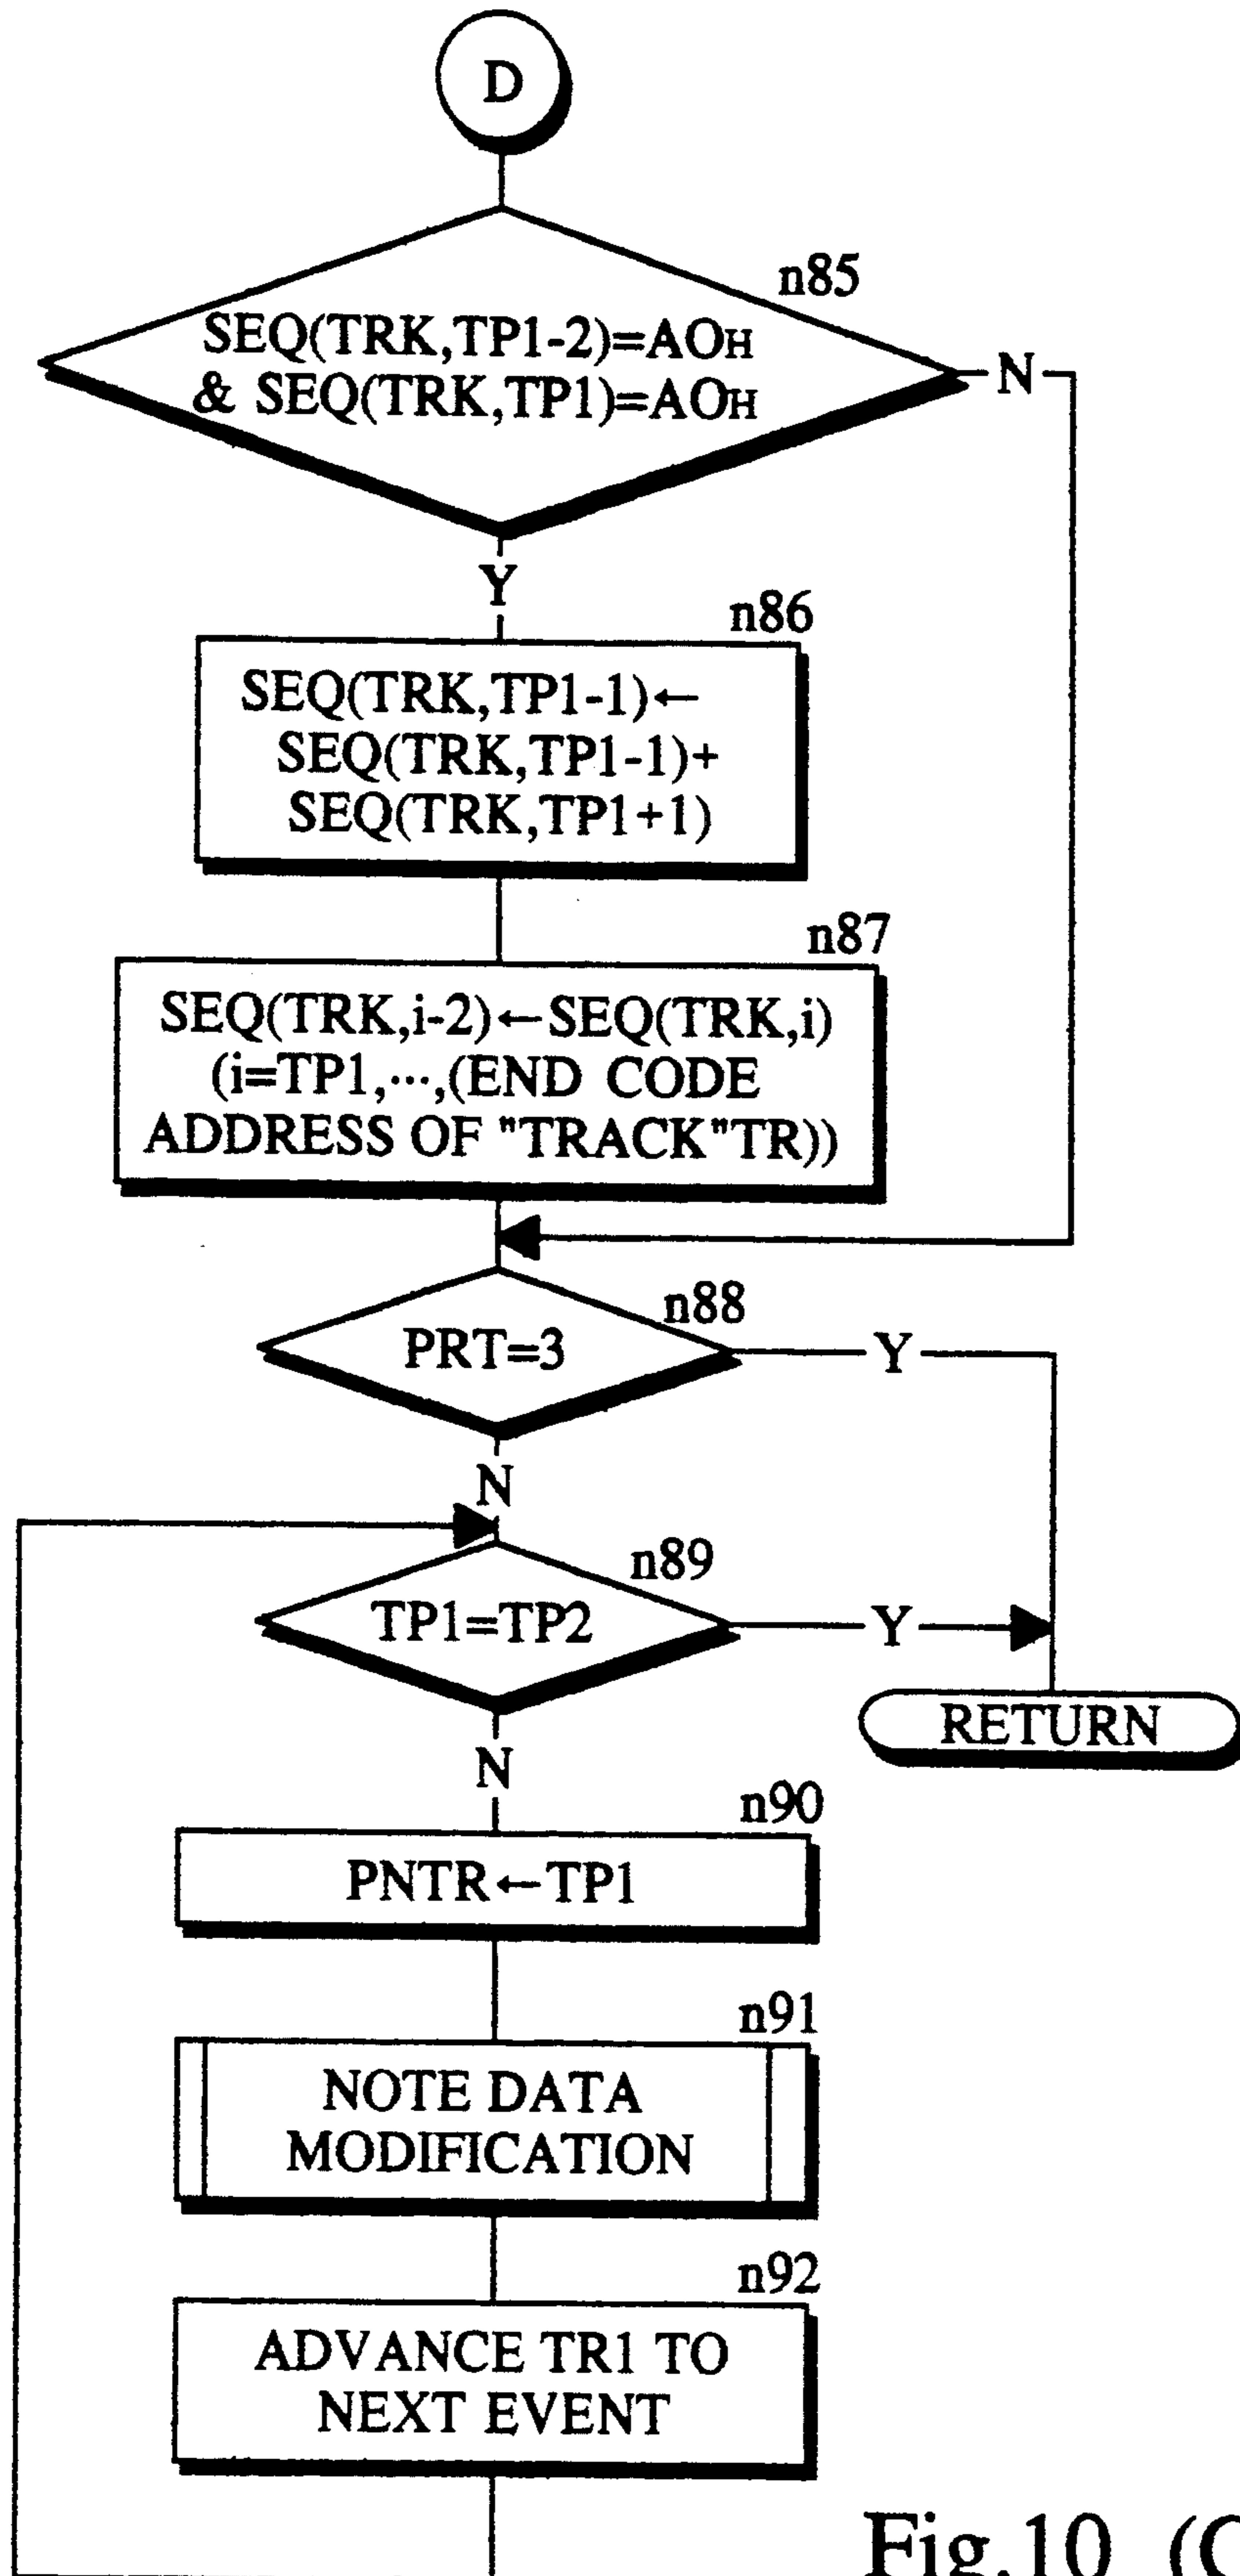 D
n85
SEQ(TRK,TP1-2)=AOH
& SEQ(TRK,TP1)=AOH
N
Y
n86
SEQ(TRK,TP1-1)←
SEQ(TRK,TP1-1)+
SEQ(TRK,TP1+1)
n87
SEQ(TRK,i-2)←SEQ(TRK,i)
(i=TP1,···,(END CODE
ADDRESS OF "TRACK"TR))
n88
PRT=3
Y
N
n89
TP1=TP2
Y
RETURN
N
n90
PNTR←TP1
n91
NOTE DATA
MODIFICATION
n92
ADVANCE TR1 TO
NEXT EVENT
Fig.10 (